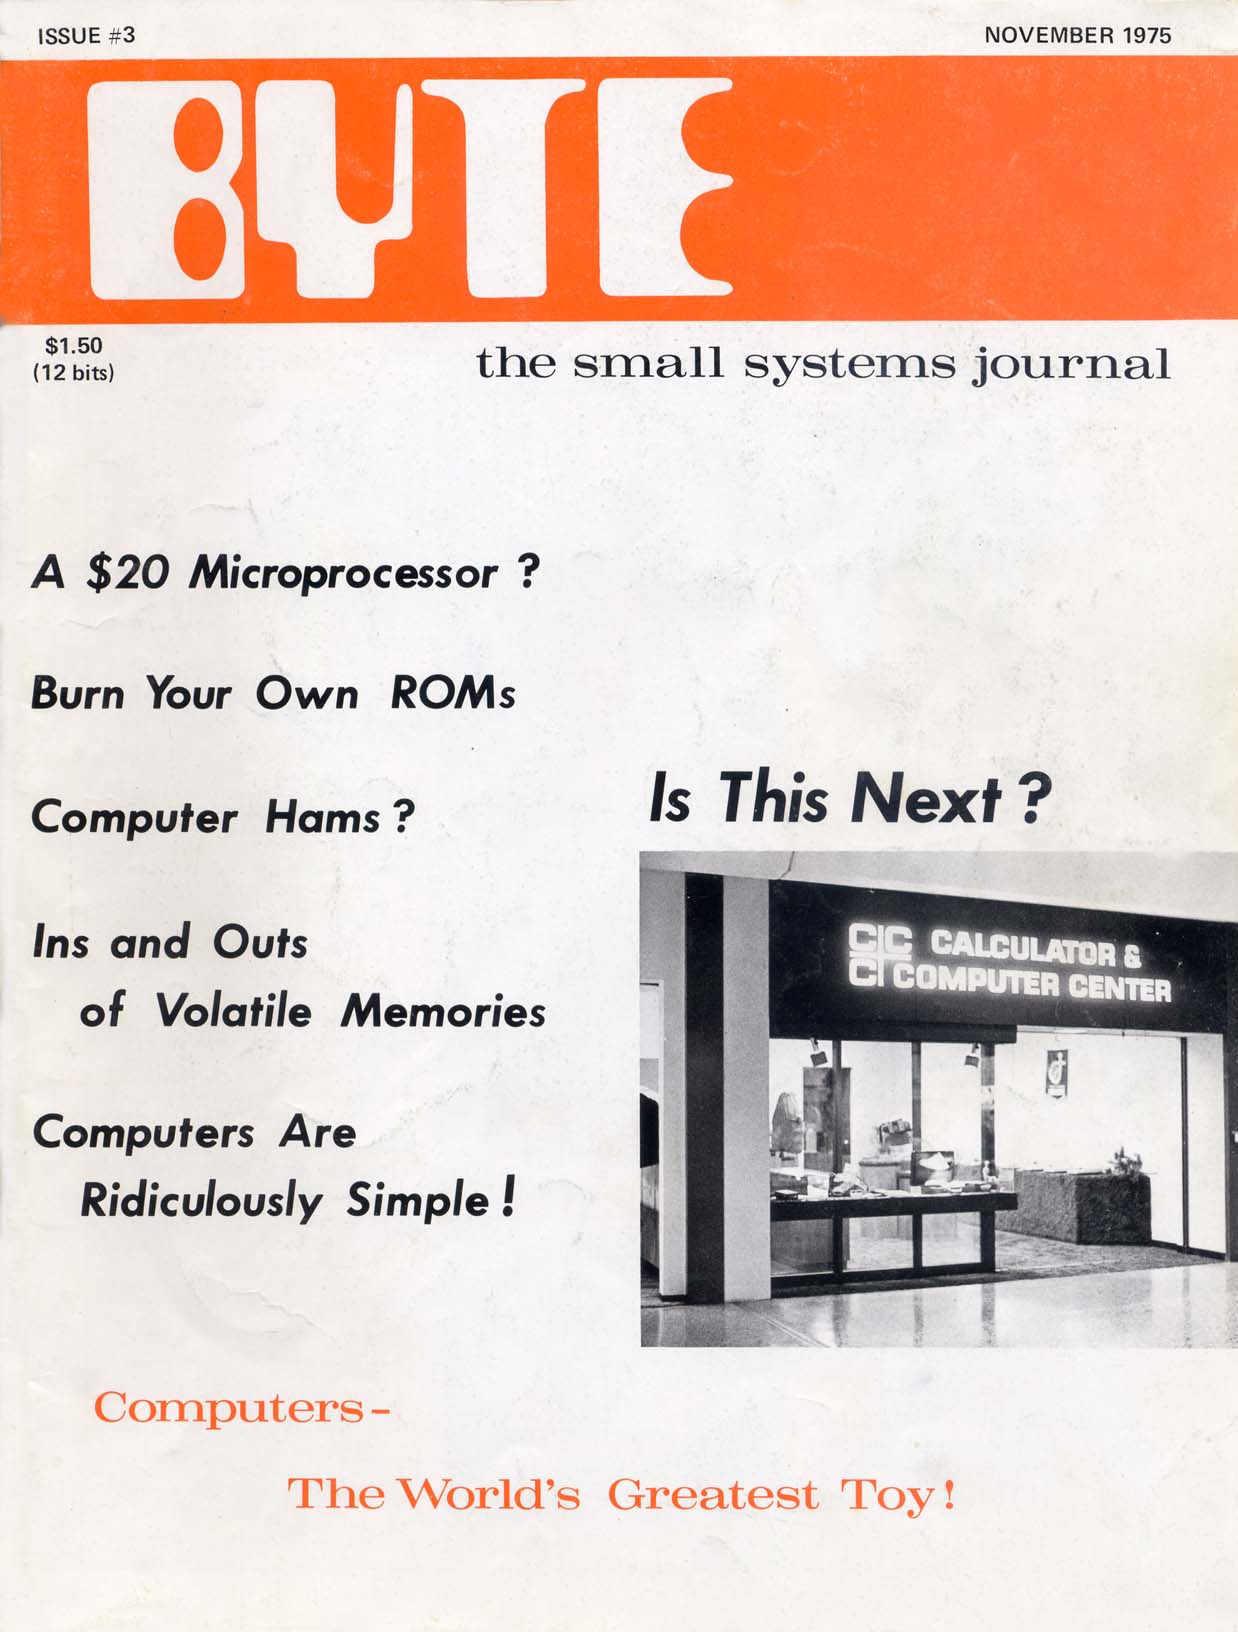 ISSUE #3
NOVEMBER 1975
BYTE
$1.50
(12 bits)
the small systems journal
A $20 Microprocessor ?
Burn Your Own ROMs
Computer Hams ?
Ins and Outs
of Volatile Memories
Computers Are
Ridiculously Simple !
Is This Next ?
CALCULATOR &
COMPUTER CENTER
Computers -
The World's Greatest Toy !